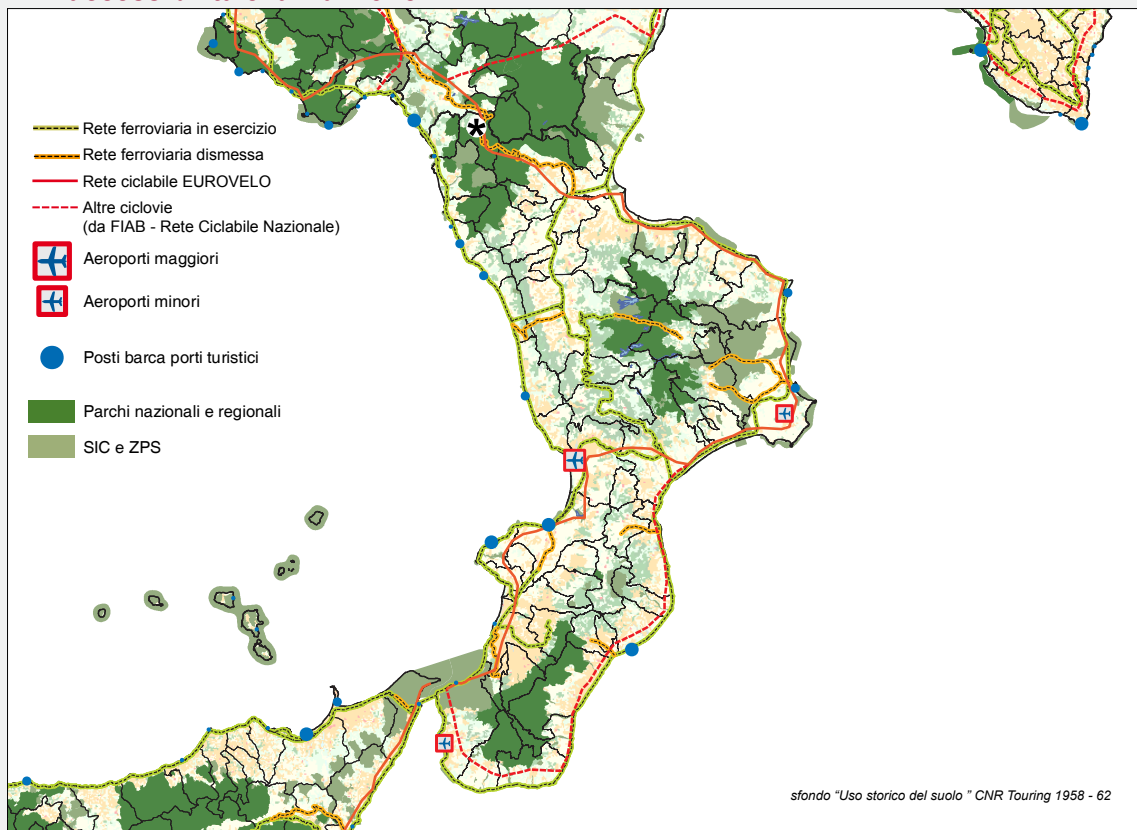 Rete ferroviaria in esercizio
Rete ferroviaria dismessa
Rete ciclabile EUROVELO
Altre ciclovie
(da FIAB - Rete Ciclabile Nazionale)
Aeroporti maggiori
Aeroporti minori
Posti barca porti turistici
Parchi nazionali e regionali
SIC e ZPS
*
sfondo “Uso storico del suolo ” CNR Touring 1958 - 62